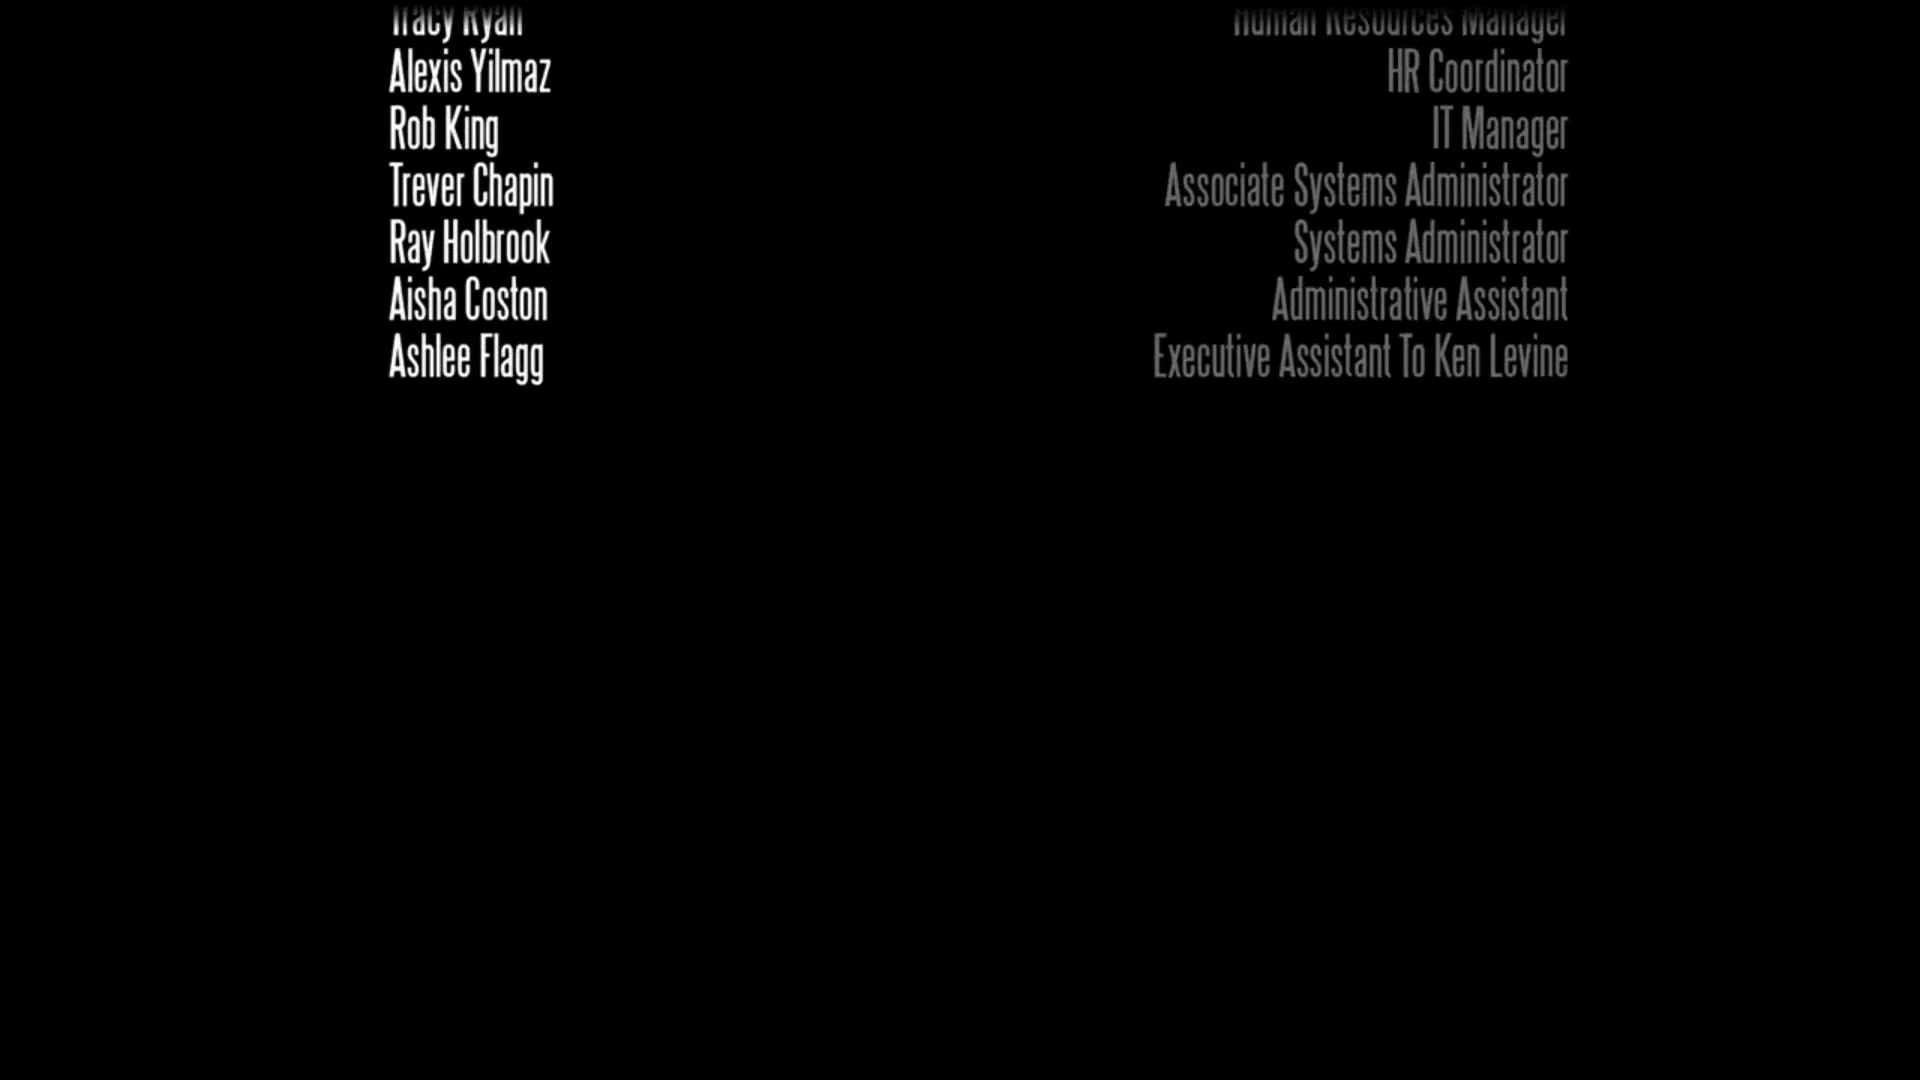 Tracy Ryan Human Resources Manager
Alexis Yilmaz HR Coordinator
Rob King IT Manager
Trever Chapin Associate Systems Administrator
Ray Holbrook Systems Administrator
Aisha Coston Administrative Assistant
Ashlee Flagg Executive Assistant To Ken Levine